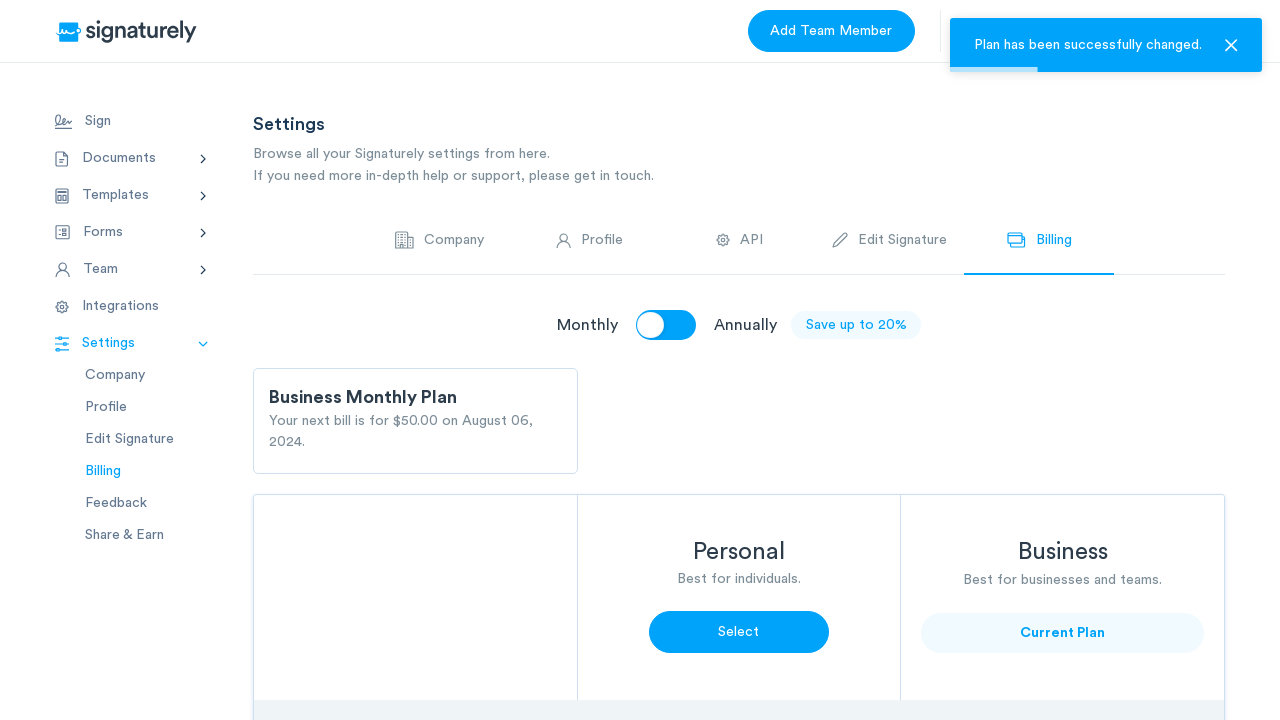 signaturely
Add Team Member
Plan has been successfully changed.
Sign
Documents
Templates
Forms
Team
Integrations
Settings
Company
Profile
Edit Signature
Billing
Feedback
Share & Earn
Settings
Browse all your Signaturely settings from here.
If you need more in-depth help or support, please get in touch.
Company
Profile
API
Edit Signature
Billing
Monthly
Annually
Save up to 20%
Business Monthly Plan
Your next bill is for $50.00 on August 06,
2024.
Personal
Best for individuals.
Select
Business
Best for businesses and teams.
Current Plan